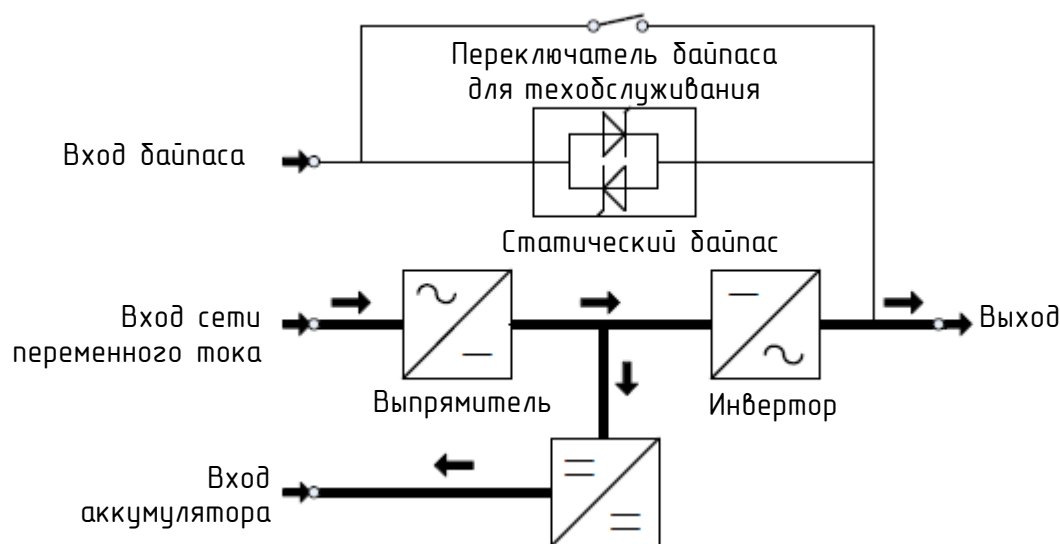 Переключатель байпаса
для техобслуживания
Вход байпаса
Статический байпас
Вход сети
переменного тока
Выход
Выпрямитель
Инвертор
Вход
аккумулятора